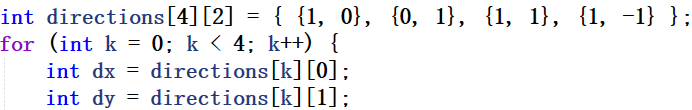 int directions[4][2] = { {1, 0}, {0, 1}, {1, 1}, {1, -1} };
for (int k = 0; k < 4; k++) {
    int dx = directions[k][0];
    int dy = directions[k][1];